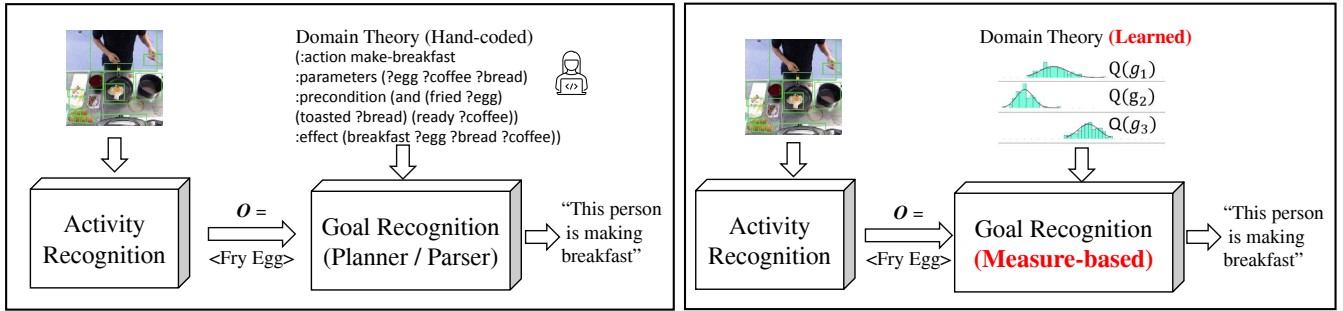 Domain Theory (Hand-coded)
(:action make-breakfast
:parameters (?egg ?coffee ?bread)
:precondition (and (fried ?egg)
(toasted ?bread) (ready ?coffee))
:effect (breakfast ?egg ?bread ?coffee))
</>
Activity
Recognition
O =
<Fry Egg>
Goal Recognition
(Planner / Parser)
“This person
is making
breakfast”
Domain Theory (Learned)
Q(g1)
Q(g2)
Q(g3)
Activity
Recognition
O =
<Fry Egg>
Goal Recognition
(Measure-based)
“This person
is making
breakfast”